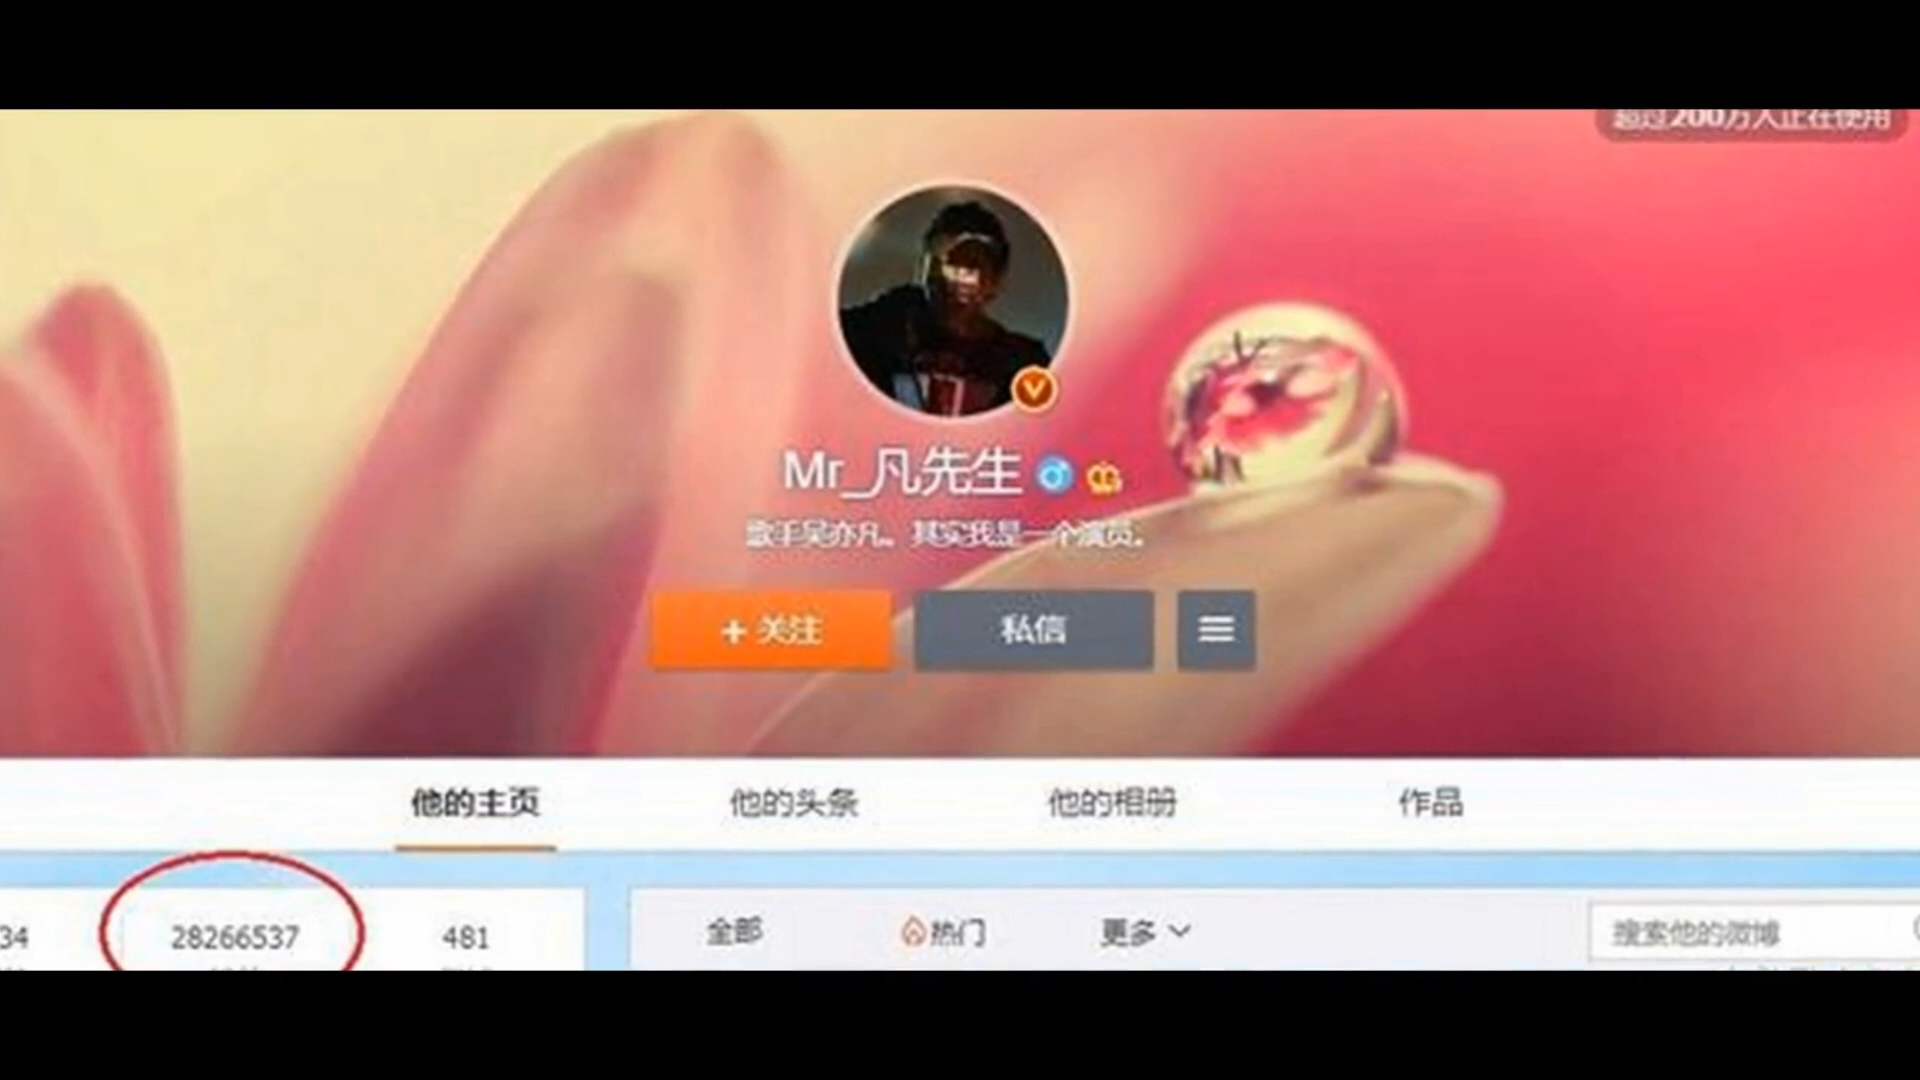 超过200万人正在使用
Mr_凡先生
歌手吴亦凡。其实我是一个演员。
+ 关注
私信
他的主页
他的头条
他的相册
作品
34
28266537
481
全部
热门
更多
搜索他的微博